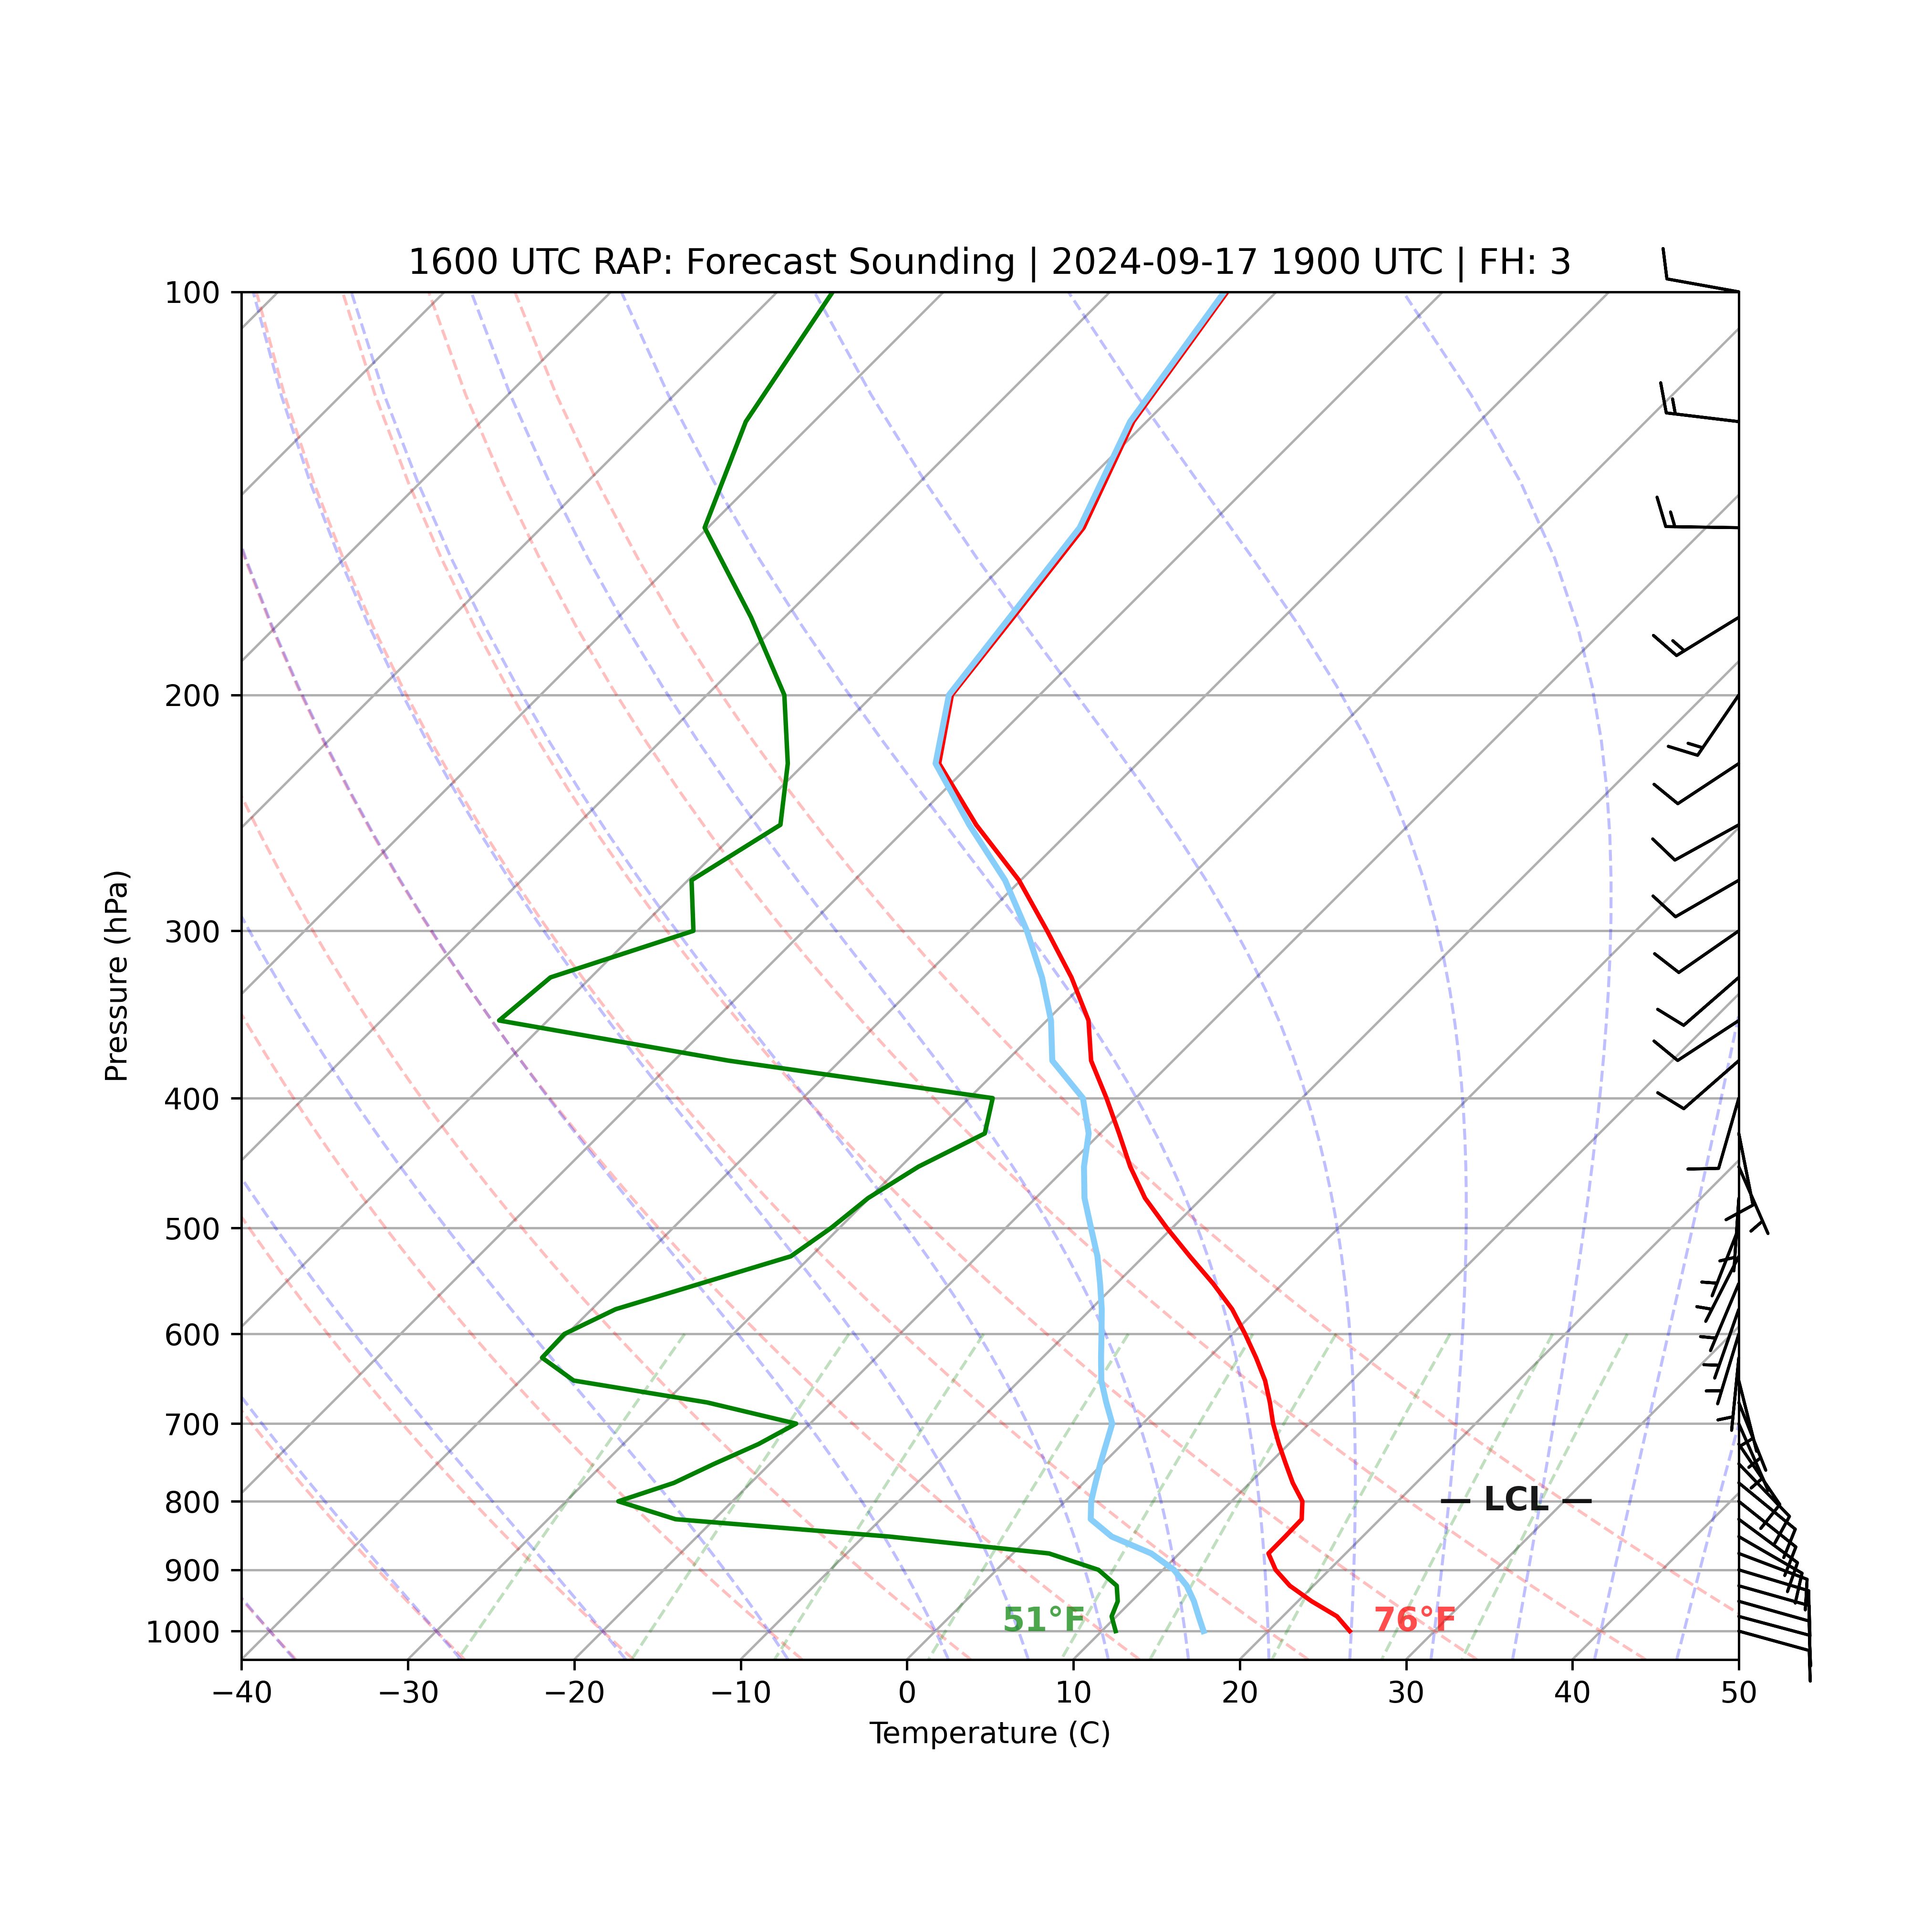 1600 UTC RAP: Forecast Sounding | 2024-09-17 1900 UTC | FH: 3
100
200
300
400
500
600
700
800
900
1000
Pressure (hPa)
LCL
51°F
76°F
−40 −30 −20 −10 0 10 20 30 40 50
Temperature (C)